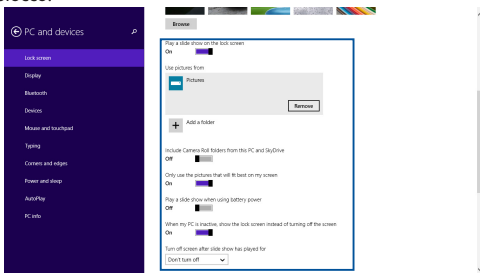 Browse
PC and devices
Play a slide show on the lock screen
On
Lock screen
Use pictures from
Display
Pictures
Bluetooth
Devices
Remove
Mouse and touchpad
Add a folder
Typing
Include Camera Roll folders from this PC and SkyDrive
Corners and edges
Off
Power and sleep
Only use the pictures that will fit best on my screen
On
AutoPlay
Play a slide show when using battery power
Off
PC info
When my PC is inactive, show the lock screen instead of turning off the screen
On
Turn off screen after slide show has played for
Don't turn off